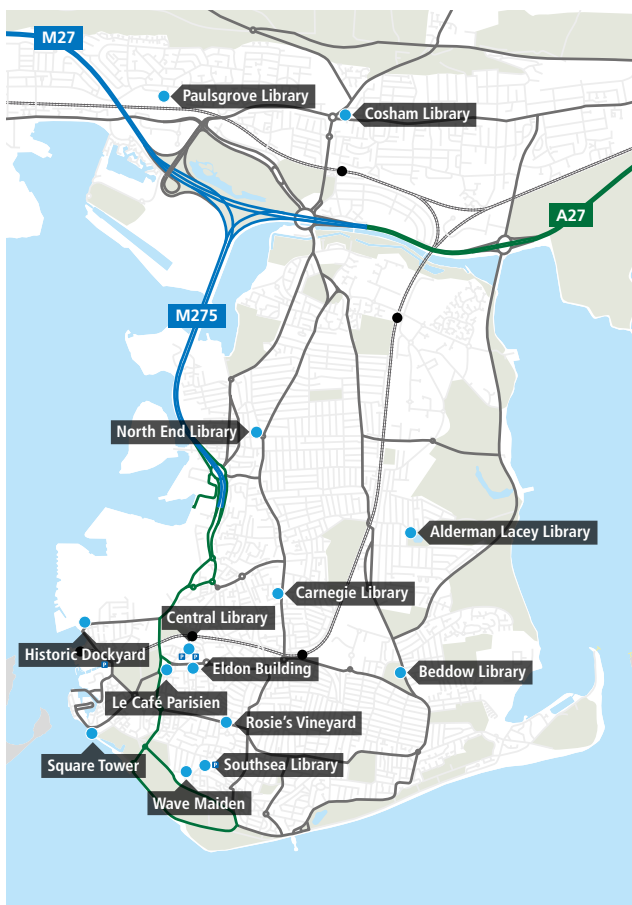 M27
Paulsgrove Library
Cosham Library
A27
M275
North End Library
Alderman Lacey Library
Carnegie Library
Central Library
Historic Dockyard
P
P
P
Eldon Building
Beddow Library
Le Café Parisien
Rosie's Vineyard
Square Tower
Southsea Library
P
Wave Maiden